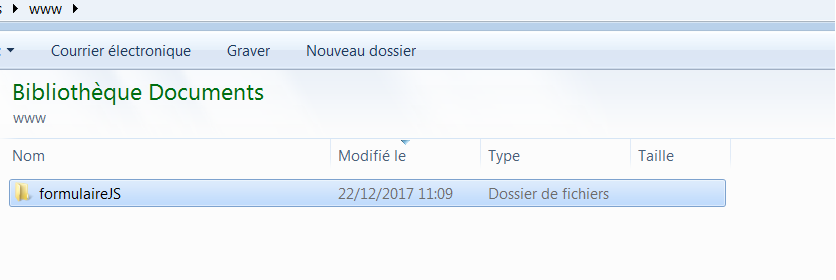 www
Courrier électronique Graver Nouveau dossier
Bibliothèque Documents
www
Nom Modifié le Type Taille
formulaireJS 22/12/2017 11:09 Dossier de fichiers